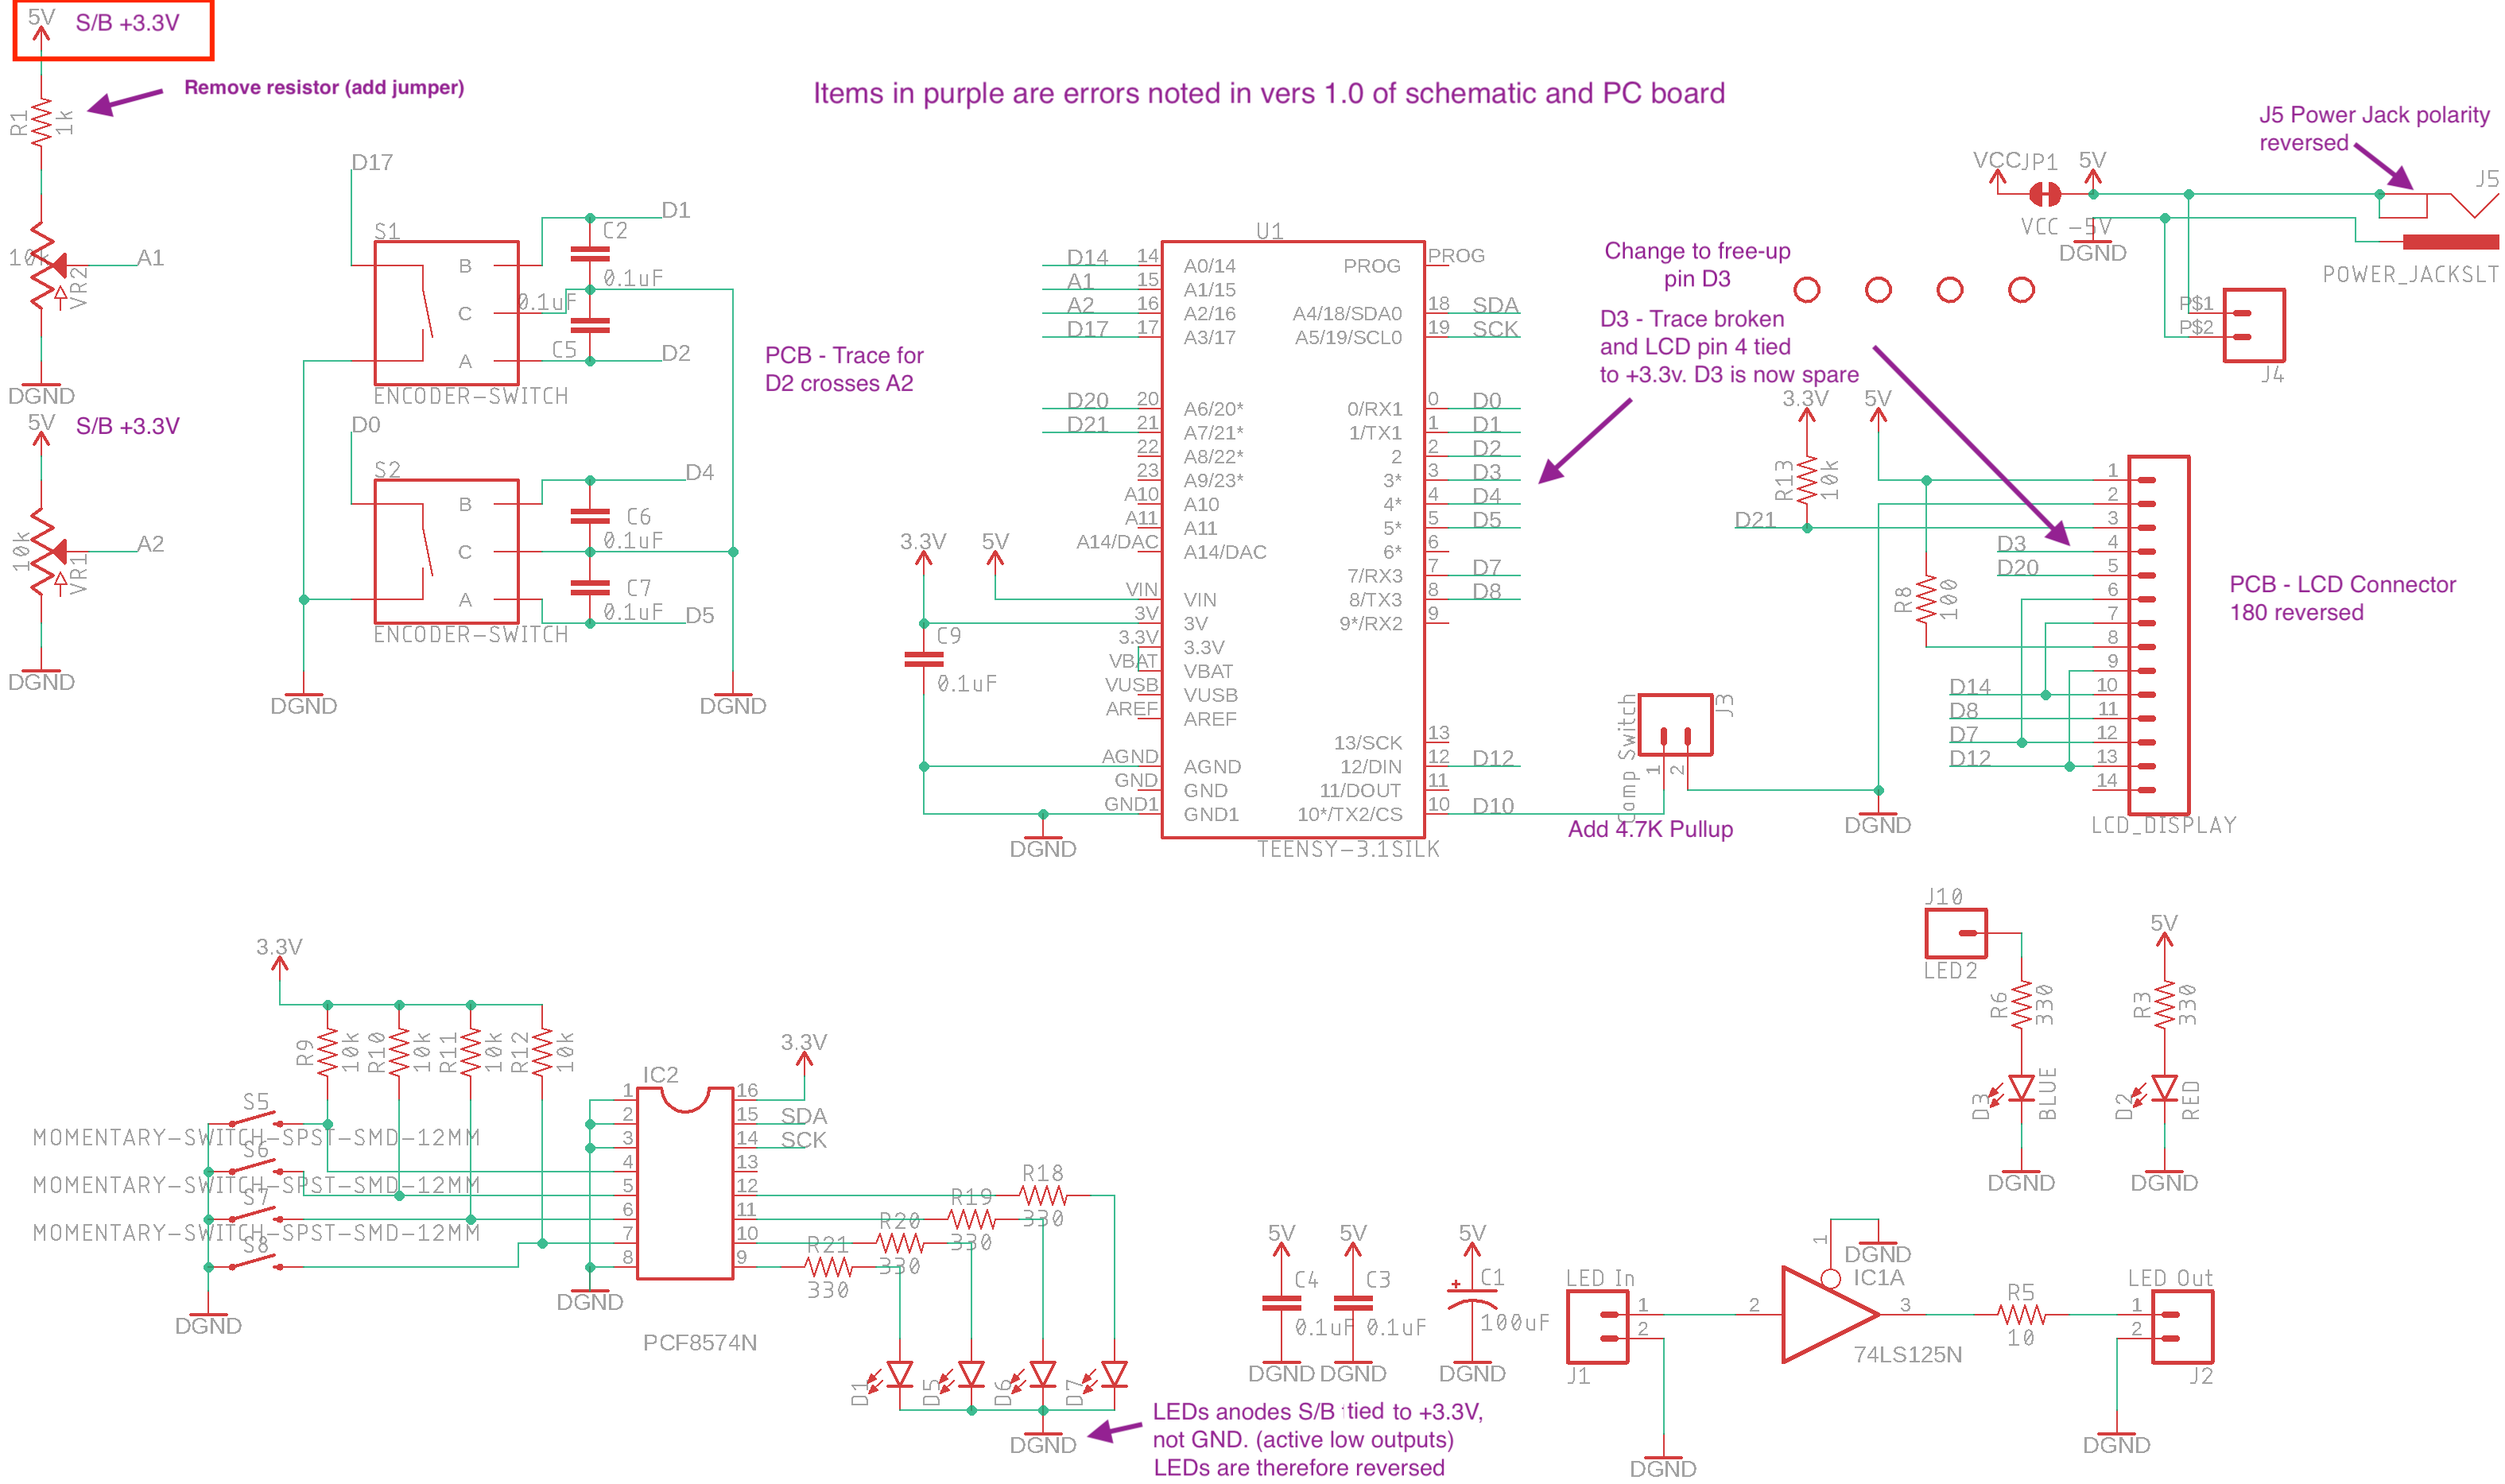 5V
S/B +3.3V
Remove resistor (add jumper)
R1
1k
10k
VR2
A1
DGND
5V
S/B +3.3V
10k
VR1
A2
DGND
D17
S1
B
C
A
ENCODER-SWITCH
D1
C2
0.1uF
0.1uF
C5
D2
D0
S2
B
C
A
ENCODER-SWITCH
D4
C6
0.1uF
C7
0.1uF
D5
DGND
DGND
PCB - Trace for
D2 crosses A2
Items in purple are errors noted in vers 1.0 of schematic and PC board
U1
D14 14 A0/14
A1 15 A1/15
A2 16 A2/16
D17 17 A3/17
D20 20 A6/20*
D21 21 A7/21*
22 A8/22*
23 A9/23*
A10 A10
A11 A11
A14/DAC A14/DAC
VIN VIN
3V 3V
3.3V 3.3V
VBAT VBAT
VUSB VUSB
AREF AREF
AGND AGND
GND GND
GND1 GND1
PROG PROG
A4/18/SDA0 18 SDA
A5/19/SCL0 19 SCK
0/RX1 0 D0
1/TX1 1 D1
2 2 D2
3* 3 D3
4* 4 D4
5* 5 D5
6* 6
7/RX3 7 D7
8/TX3 8 D8
9*/RX2 9
13/SCK 13
12/DIN 12 D12
11/DOUT 11
10*/TX2/CS 10 D10
TEENSY-3.1SILK
3.3V
5V
C9
0.1uF
DGND
Change to free-up
pin D3
D3 - Trace broken
and LCD pin 4 tied
to +3.3v. D3 is now spare
J5 Power Jack polarity
reversed
VCC
JP1
5V
VCC-5V
DGND
J5
POWER_JACKSLT
P$1
P$2
J4
3.3V
5V
R13
10k
D21
R8
100
D3
D20
D14
D8
D7
D12
1
2
3
4
5
6
7
8
9
10
11
12
13
14
LCD_DISPLAY
PCB - LCD Connector
180 reversed
Comp Switch
J3
1
2
Add 4.7K Pullup
DGND
3.3V
R9
10k
R10
10k
R11
10k
R12
10k
S5
MOMENTARY-SWITCH-SPST-SMD-12MM
S6
MOMENTARY-SWITCH-SPST-SMD-12MM
S7
MOMENTARY-SWITCH-SPST-SMD-12MM
S8
DGND
IC2
1
2
3
4
5
6
7
8
16
15
14
13
12
11
10
9
3.3V
SDA
SCK
DGND
PCF8574N
R18
330
R19
330
R20
330
R21
330
D1
D5
D6
D7
DGND
LEDs anodes S/B tied to +3.3V,
not GND. (active low outputs)
LEDs are therefore reversed
5V
C4
0.1uF
DGND
5V
C3
0.1uF
DGND
5V
+
C1
100uF
DGND
J10
LED2
R6
330
D3
BLUE
DGND
5V
R3
330
D2
RED
DGND
LED In
1
2
J1
DGND
2
1
DGND
IC1A
3
74LS125N
R5
10
LED Out
1
2
J2
DGND